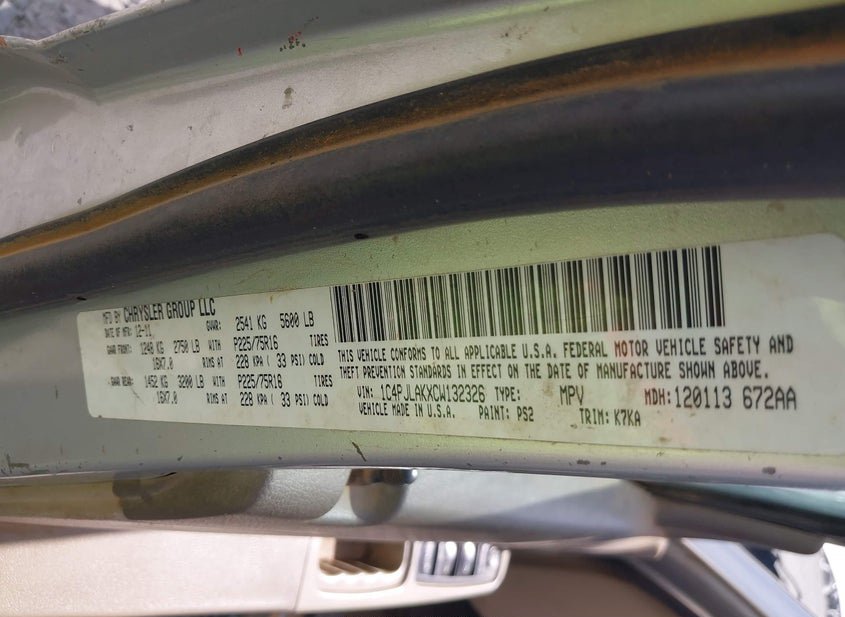 MFD BY CHRYSLER GROUP LLC
DATE OF MFR: 12-11 GVWR: 2541 KG 5600 LB
GAWR FRONT: 1248 KG 2750 LB WITH P225/75R16 TIRES
16X7.0 RIMS AT 228 KPA ( 33 PSI) COLD
GAWR REAR: 1452 KG 3200 LB WITH P225/75R16 TIRES
16X7.0 RIMS AT 228 KPA ( 33 PSI) COLD
THIS VEHICLE CONFORMS TO ALL APPLICABLE U.S.A. FEDERAL MOTOR VEHICLE SAFETY AND
THEFT PREVENTION STANDARDS IN EFFECT ON THE DATE OF MANUFACTURE SHOWN ABOVE.
VIN: 1C4PJLAKXCW132326 TYPE: MPV MDH: 120113 672AA
VEHICLE MADE IN U.S.A. PAINT: PS2 TRIM: K7KA